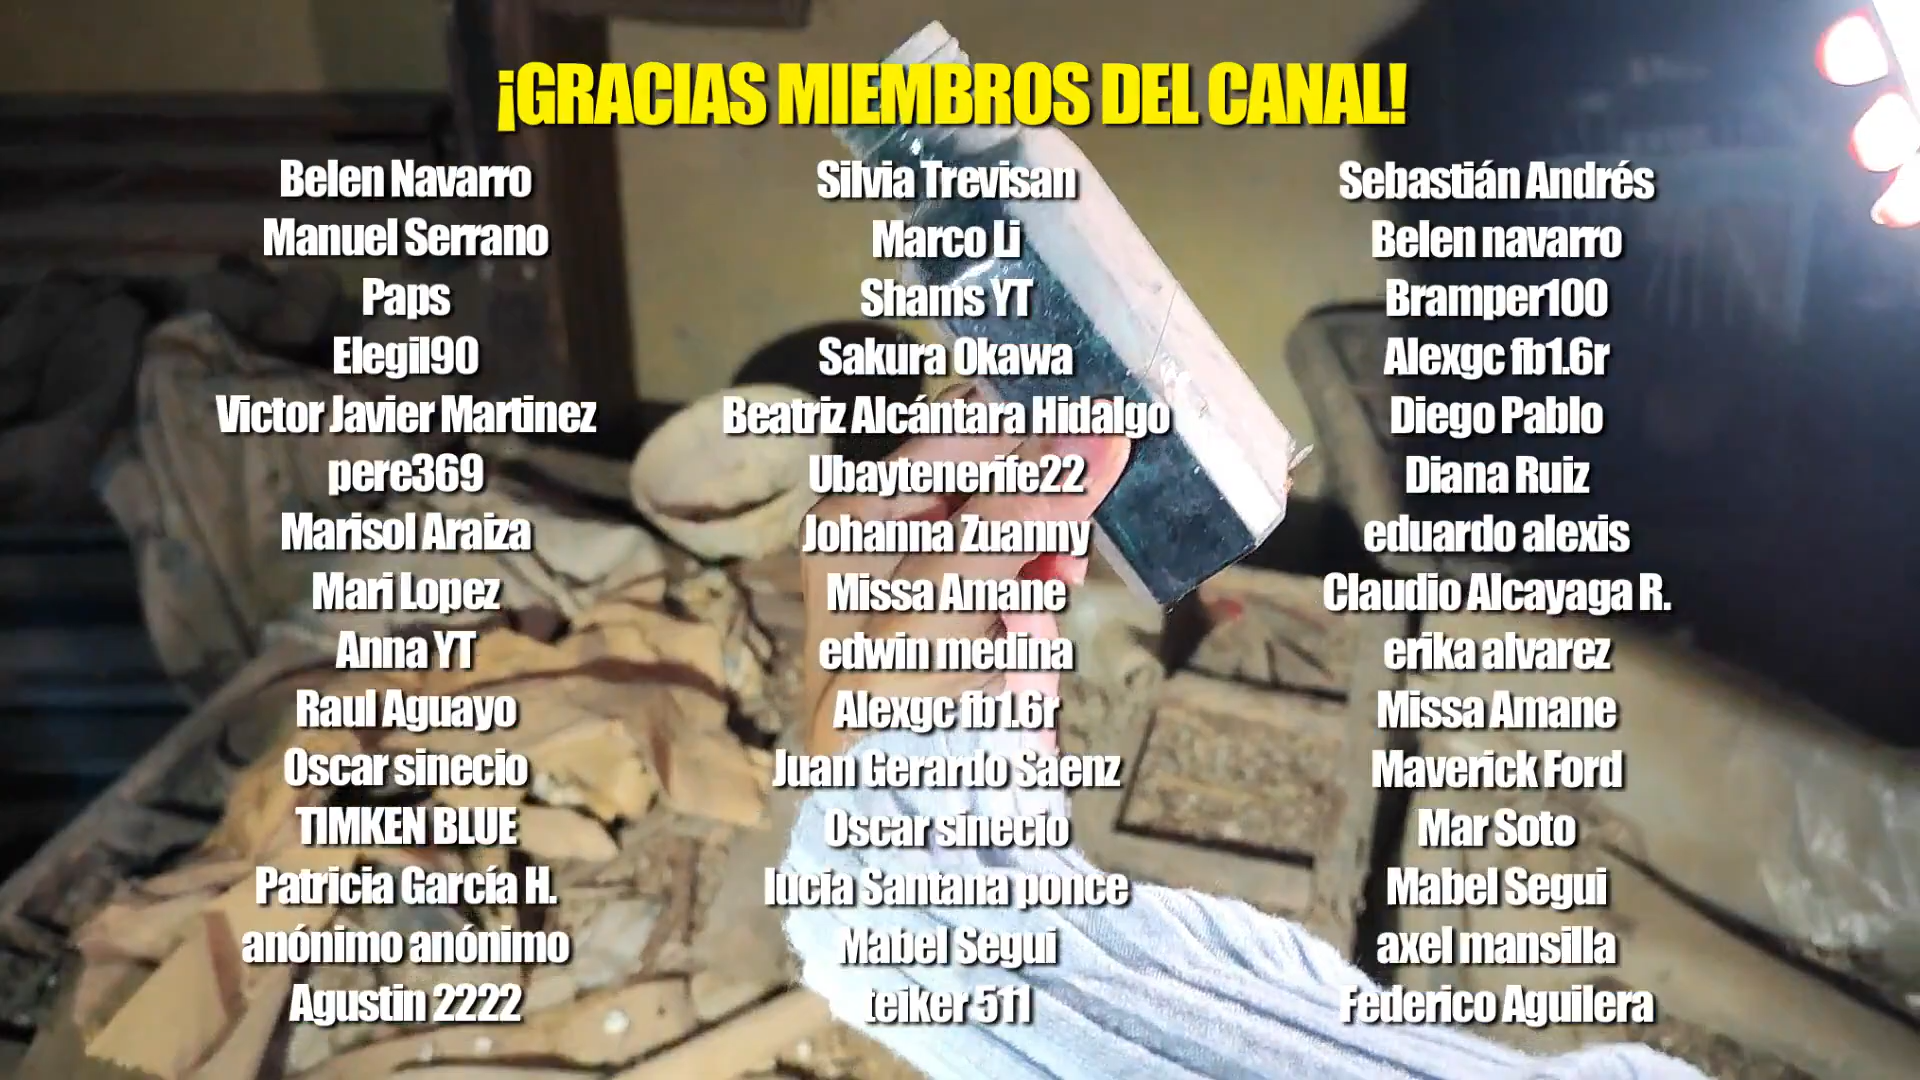 ¡GRACIAS MIEMBROS DEL CANAL!
Belen Navarro
Manuel Serrano
Paps
Elegil90
Victor Javier Martinez
pere369
Marisol Araiza
Mari Lopez
Anna YT
Raul Aguayo
Oscar sinecio
TIMKEN BLUE
Patricia García H.
anónimo anónimo
Agustin 2222
Silvia Trevisan
Marco Li
Shams YT
Sakura Okawa
Beatriz Alcántara Hidalgo
Ubaytenerife22
Johanna Zuanny
Missa Amane
edwin medina
Alexgc fb1.6r
Juan Gerardo Saenz
Oscar sinecio
lucia Santana ponce
Mabel Segui
teiker 511
Sebastián Andrés
Belen navarro
Bramper100
Alexgc fb1.6r
Diego Pablo
Diana Ruiz
eduardo alexis
Claudio Alcayaga R.
erika alvarez
Missa Amane
Maverick Ford
Mar Soto
Mabel Segui
axel mansilla
Federico Aguilera